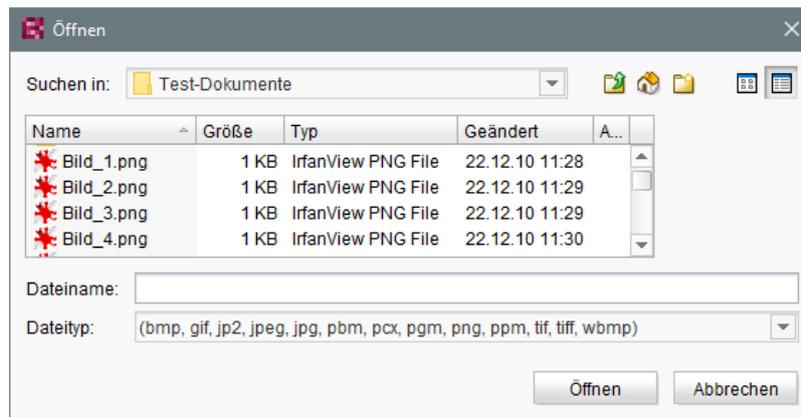 Öffnen
Suchen in: Test-Dokumente
Name Größe Typ Geändert A...
Bild_1.png 1 KB IrfanView PNG File 22.12.10 11:28
Bild_2.png 1 KB IrfanView PNG File 22.12.10 11:29
Bild_3.png 1 KB IrfanView PNG File 22.12.10 11:29
Bild_4.png 1 KB IrfanView PNG File 22.12.10 11:30
Dateiname:
Dateityp: (bmp, gif, jp2, jpeg, jpg, pbm, pcx, pgm, png, ppm, tif, tiff, wbmp)
Öffnen Abbrechen